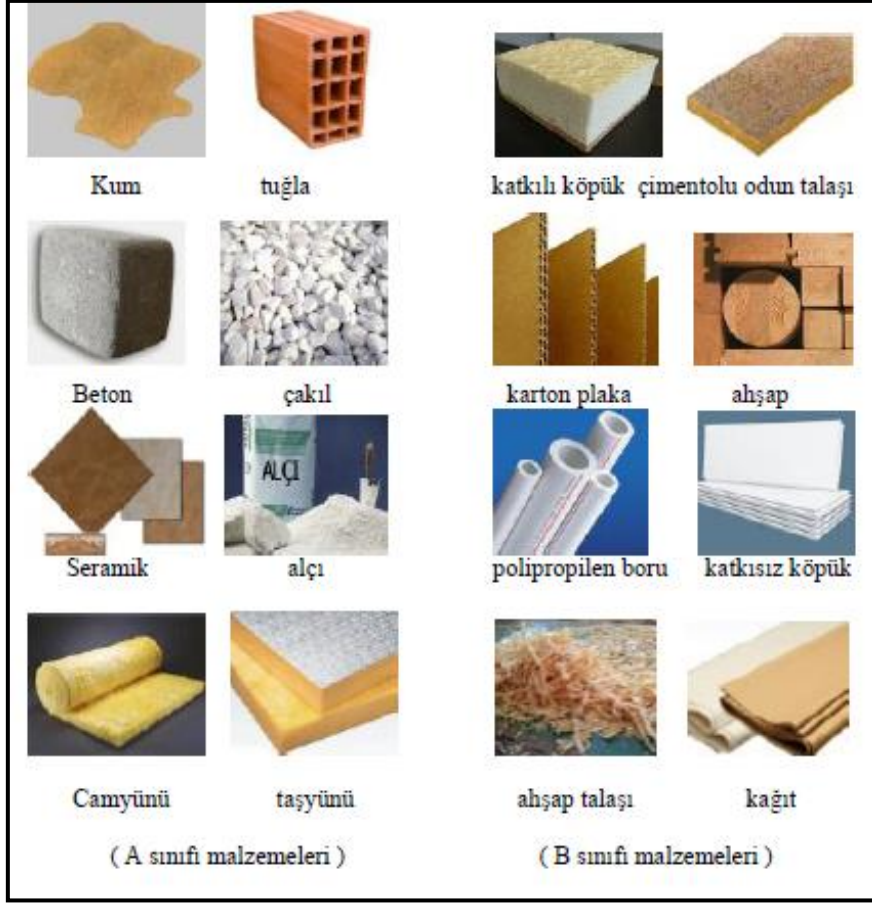 Kum tuğla katkılı köpük çimentolu odun talaşı
Beton çakıl karton plaka ahşap
ALÇI
Seramik alçı polipropilen boru katkısız köpük
Camyünü taşyünü ahşap talaşı kağıt
( A sınıfı malzemeleri ) ( B sınıfı malzemeleri )